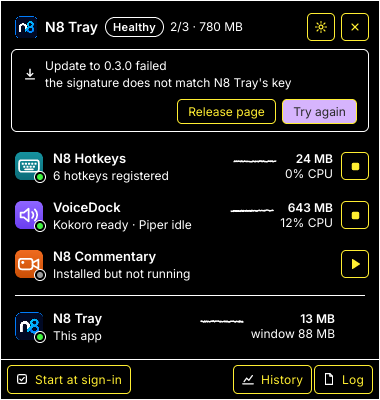 n8 N8 Tray Healthy 2/3 · 780 MB
Update to 0.3.0 failed
the signature does not match N8 Tray's key
Release page Try again
N8 Hotkeys 24 MB
6 hotkeys registered 0% CPU
VoiceDock 643 MB
Kokoro ready · Piper idle 12% CPU
N8 Commentary
Installed but not running
n8 N8 Tray 13 MB
This app window 88 MB
Start at sign-in History Log